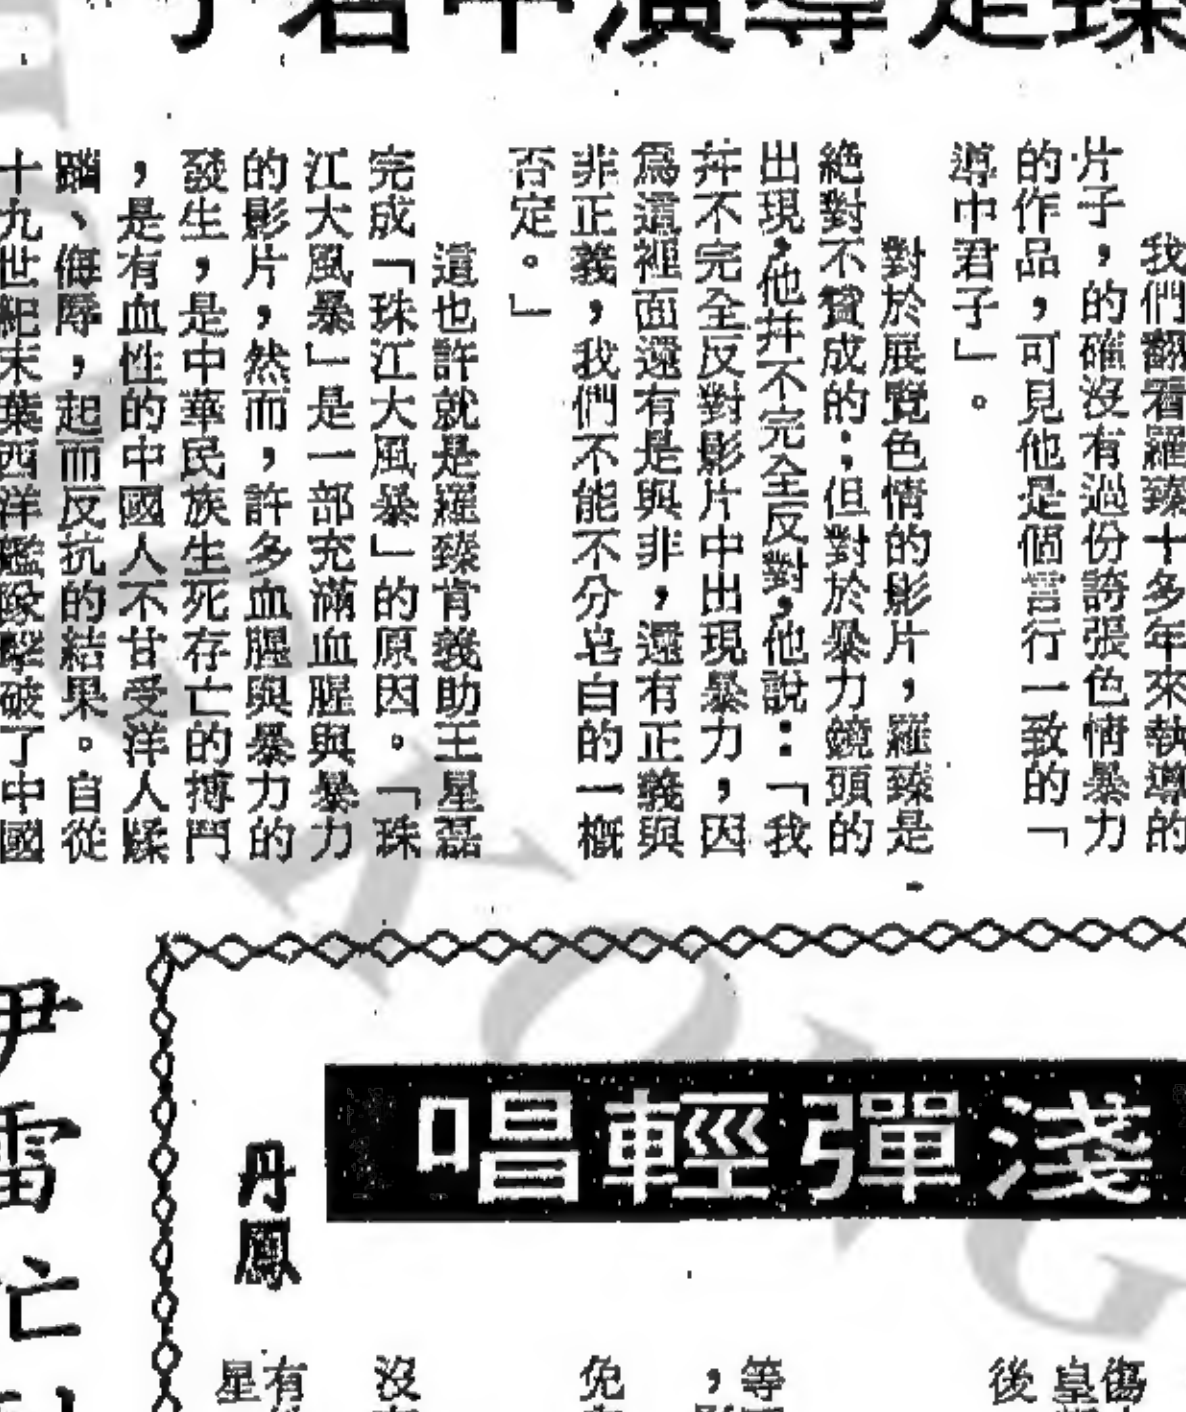 臻是導演中君子
我們翻看羅臻十多年來執導的
片子，的確沒有過份誇張色情暴力
的作品，可見他是個言行一致的「
導中君子」。
對於展覽色情的影片，羅臻是
絕對不贊成的；但對於暴力鏡頭的
出現，他幷不完全反對，他說：「我
幷不完全反對影片中出現暴力，因
爲這裡面還有是與非，還有正義與
非正義，我們不能不分皂白的一概
否定。」
這也許就是羅臻肯義助王星磊
完成「珠江大風暴」的原因。「珠
江大風暴」是一部充滿血腥與暴力
的影片，然而，許多血腥與暴力的
發生，是中華民族生死存亡的搏鬥
，是有血性的中國人不甘受洋人蹂
躪、侮辱，起而反抗的結果。自從
十九世紀末葉西洋艦隊擊破了中國
淺彈輕唱
丹鳳
伊雷亡
傷
皇
後
等
，
免
沒
有
星